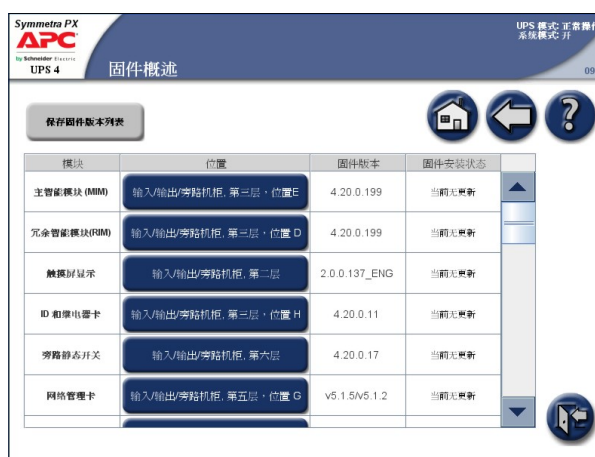 Symmetra PX
APC
by Schneider Electric
UPS 4
固件概述
UPS 模式: 正常操作
系统模式: 开
09
保存固件版本列表
?
模块 位置 固件版本 固件安装状态
主智能模块 (MIM) 输入/输出/旁路机柜, 第三层,位置E 4.20.0.199 当前无更新
冗余智能模块(RIM) 输入/输出/旁路机柜, 第三层,位置 D 4.20.0.199 当前无更新
触摸屏显示 输入/输出/旁路机柜, 第二层 2.0.0.137_ENG 当前无更新
ID 和继电器卡 输入/输出/旁路机柜, 第三层,位置 H 4.20.0.11 当前无更新
旁路静态开关 输入/输出/旁路机柜, 第六层 4.20.0.17 当前无更新
网络管理卡 输入/输出/旁路机柜, 第五层,位置 G v5.1.5/v5.1.2 当前无更新